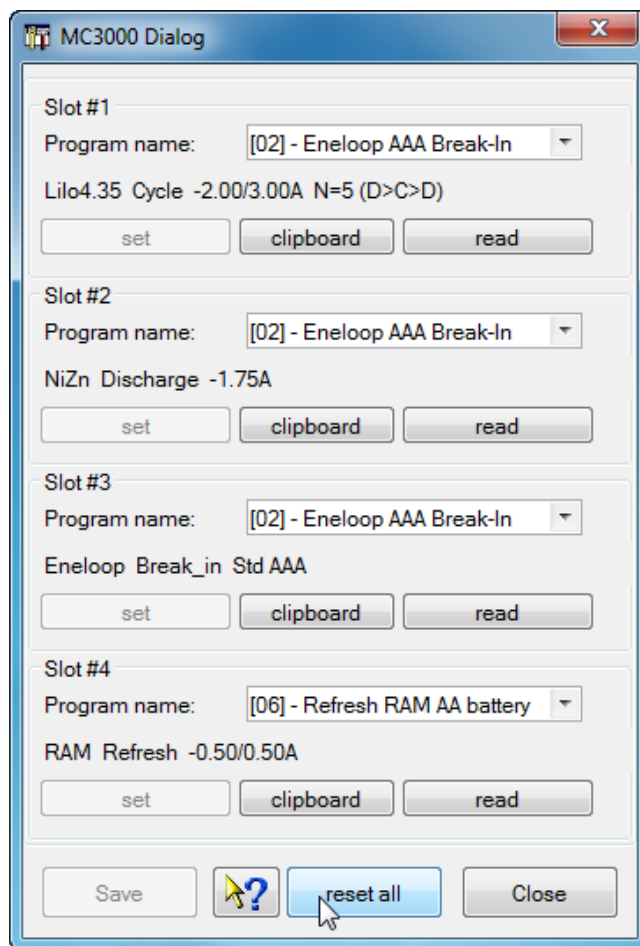 MC3000 Dialog
Slot #1
Program name: [02] - Eneloop AAA Break-In
LiIo4.35 Cycle -2.00/3.00A N=5 (D>C>D)
set clipboard read
Slot #2
Program name: [02] - Eneloop AAA Break-In
NiZn Discharge -1.75A
set clipboard read
Slot #3
Program name: [02] - Eneloop AAA Break-In
Eneloop Break_in Std AAA
set clipboard read
Slot #4
Program name: [06] - Refresh RAM AA battery
RAM Refresh -0.50/0.50A
set clipboard read
Save ? reset all Close